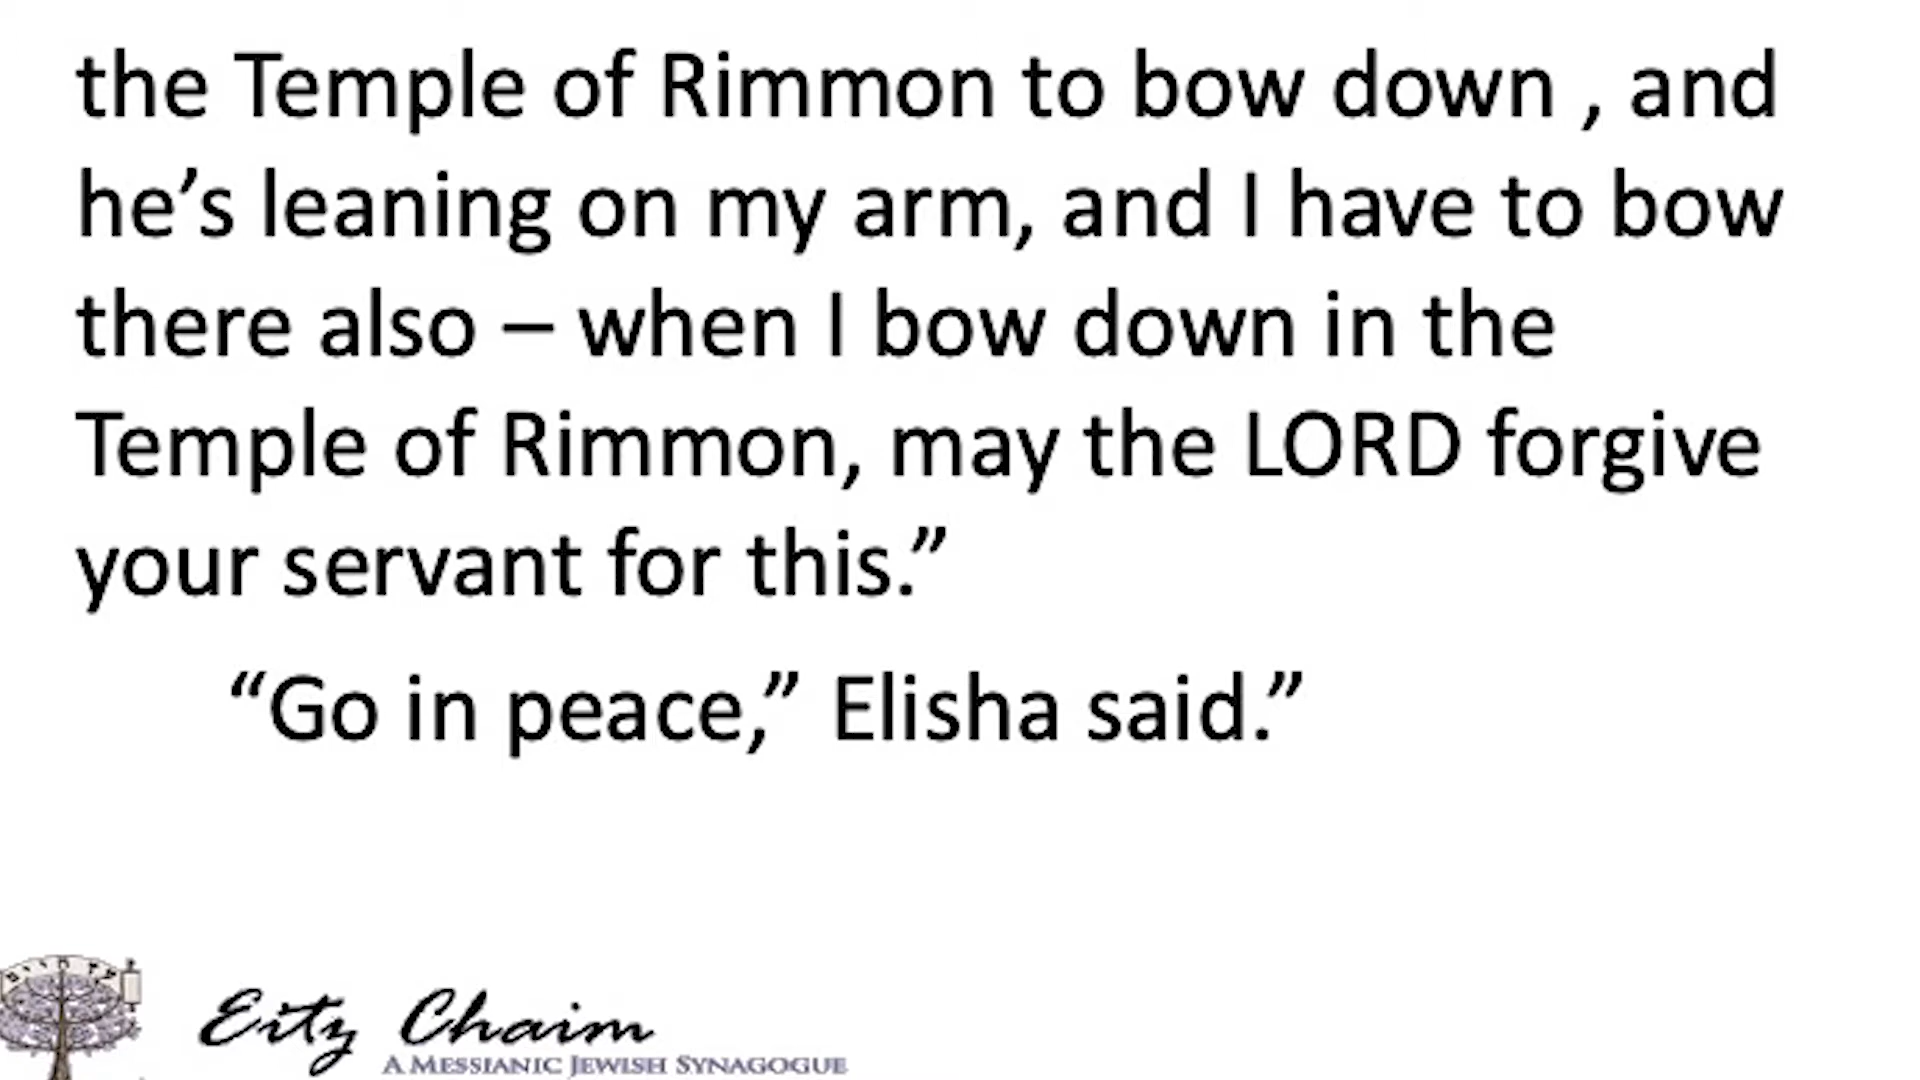 the Temple of Rimmon to bow down , and
he’s leaning on my arm, and I have to bow
there also – when I bow down in the
Temple of Rimmon, may the LORD forgive
your servant for this.”
“Go in peace,” Elisha said.”
Eitz Chaim
A MESSIANIC JEWISH SYNAGOGUE